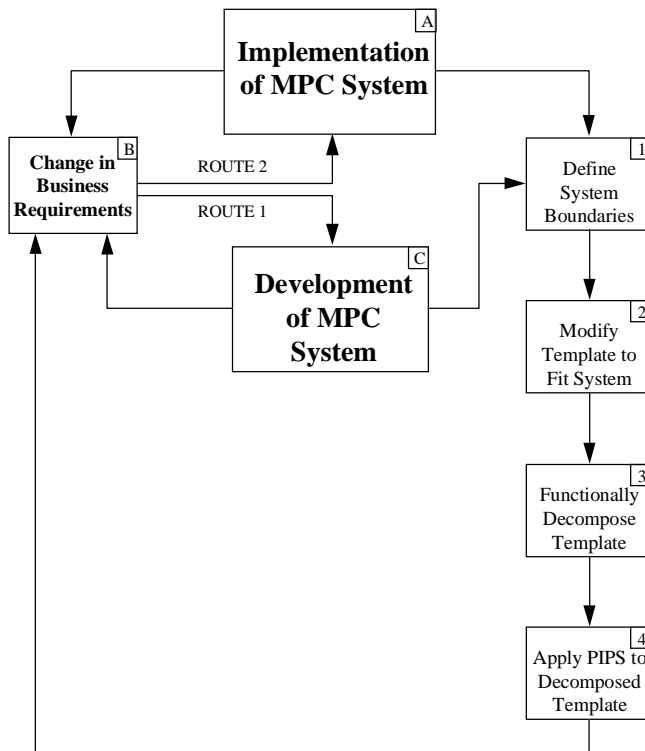 A
Implementation
of MPC System
B
Change in
Business
Requirements
ROUTE 2
ROUTE 1
C
Development
of MPC
System
1
Define
System
Boundaries
2
Modify
Template to
Fit System
3
Functionally
Decompose
Template
4
Apply PIPS to
Decomposed
Template